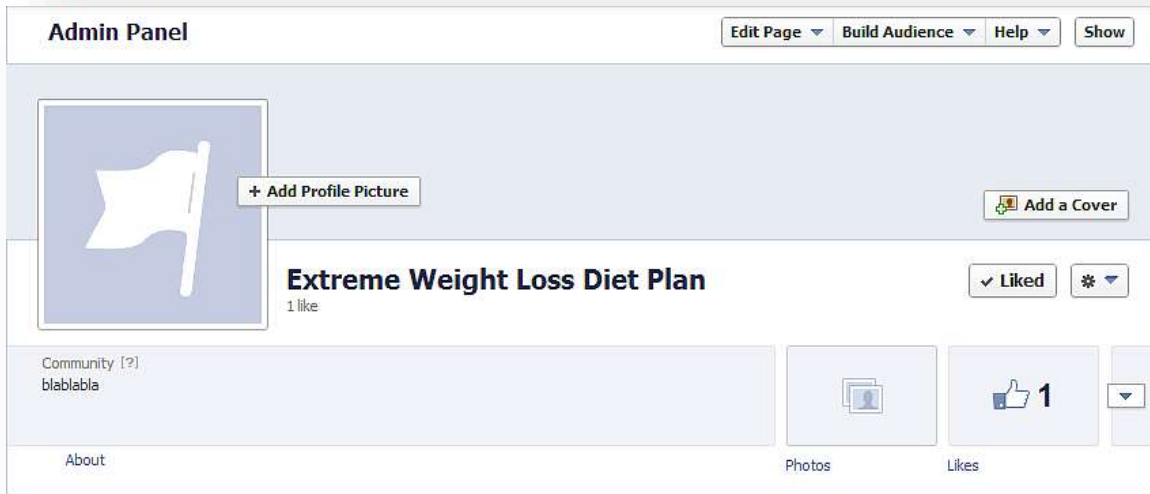 Admin Panel
Edit Page
Build Audience
Help
Show
+ Add Profile Picture
Add a Cover
Extreme Weight Loss Diet Plan
Liked
1 like
Community [?]
blablabla
1
About
Photos
Likes